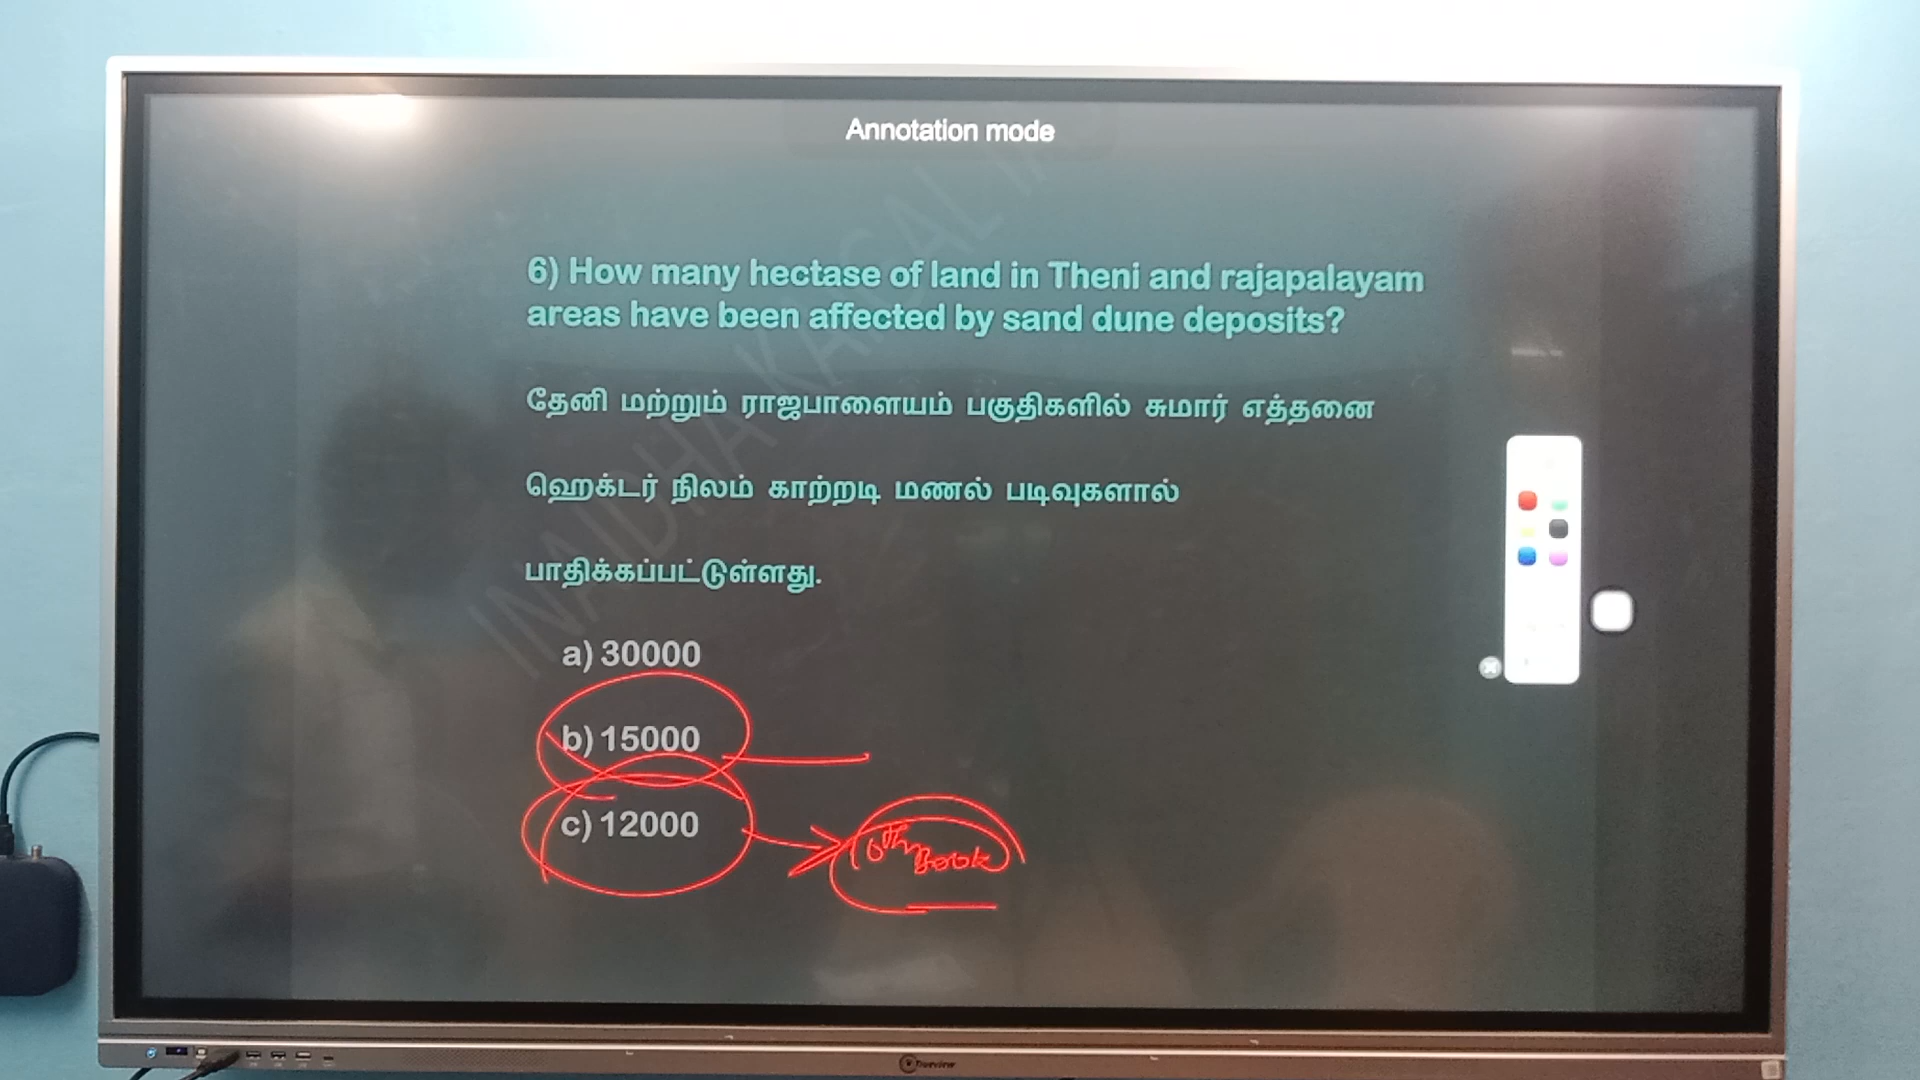 Annotation mode
6) How many hectase of land in Theni and rajapalayam
areas have been affected by sand dune deposits?
தேனி மற்றும் ராஜபாளையம் பகுதிகளில் சுமார் எத்தனை
ஹெக்டர் நிலம் காற்றடி மணல் படிவுகளால்
பாதிக்கப்பட்டுள்ளது.
a) 30000
b) 15000
c) 12000
Book